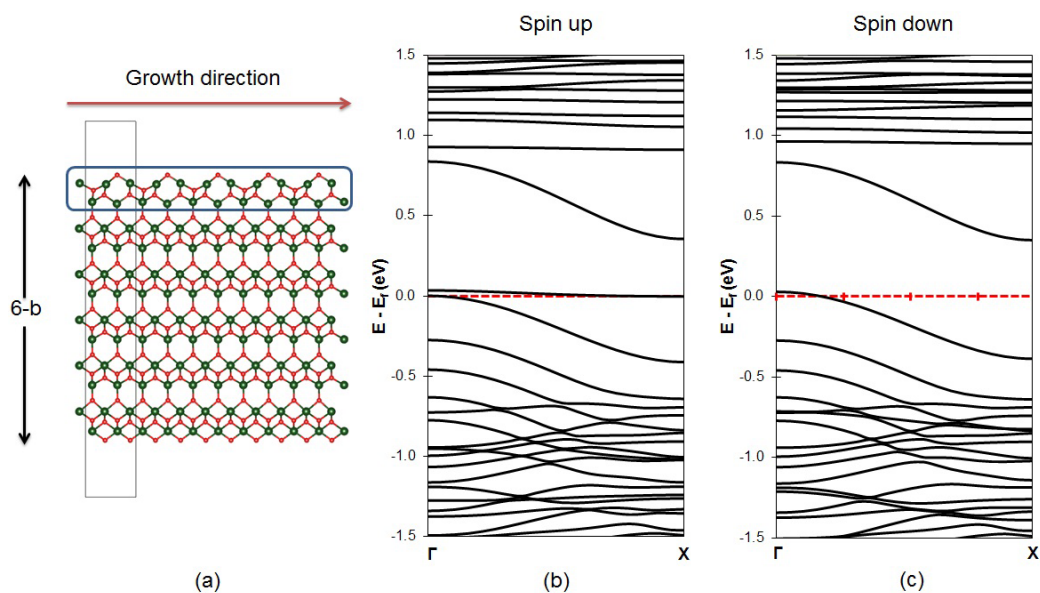 Spin up
Spin down
Growth direction
6-b
E - Ef (eV)
1.5
1.0
0.5
0.0
-0.5
-1.0
-1.5
Γ
X
E - Ef (eV)
1.5
1.0
0.5
0.0
-0.5
-1.0
-1.5
Γ
X
(a)
(b)
(c)